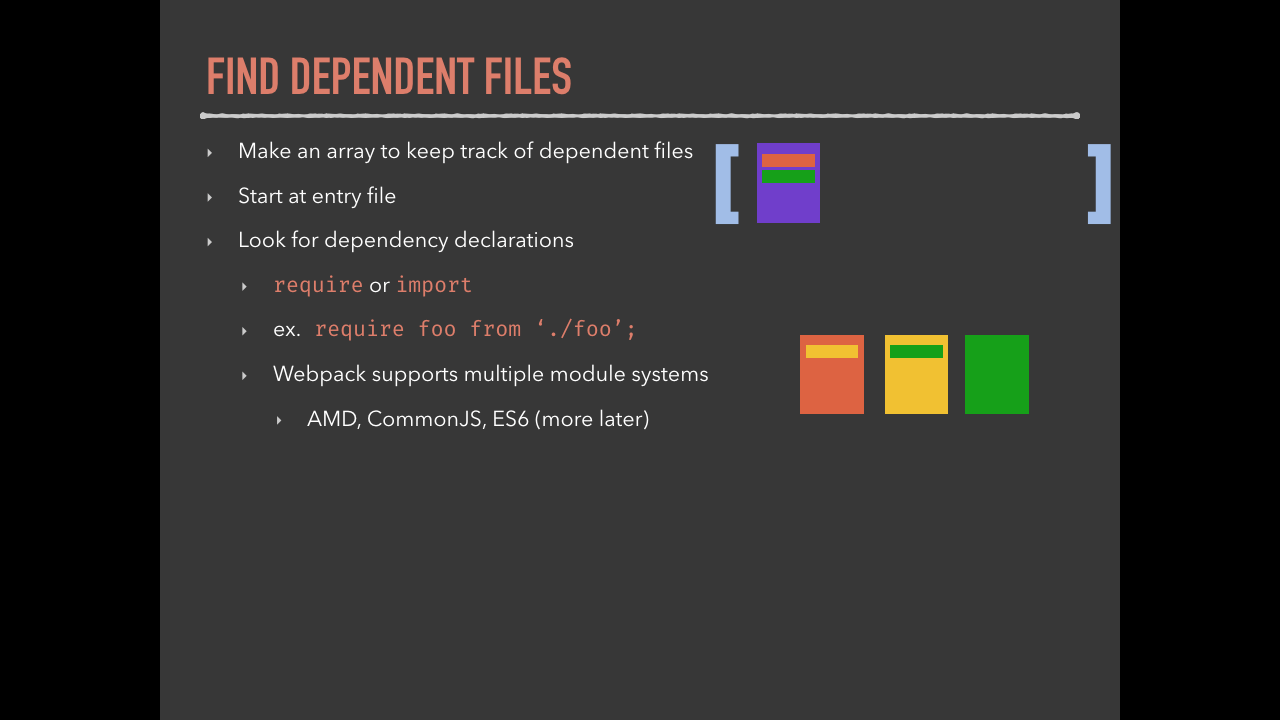 FIND DEPENDENT FILES
Make an array to keep track of dependent files
Start at entry file
Look for dependency declarations
require or import
ex. require foo from ‘./foo’;
Webpack supports multiple module systems
AMD, CommonJS, ES6 (more later)
[ ]